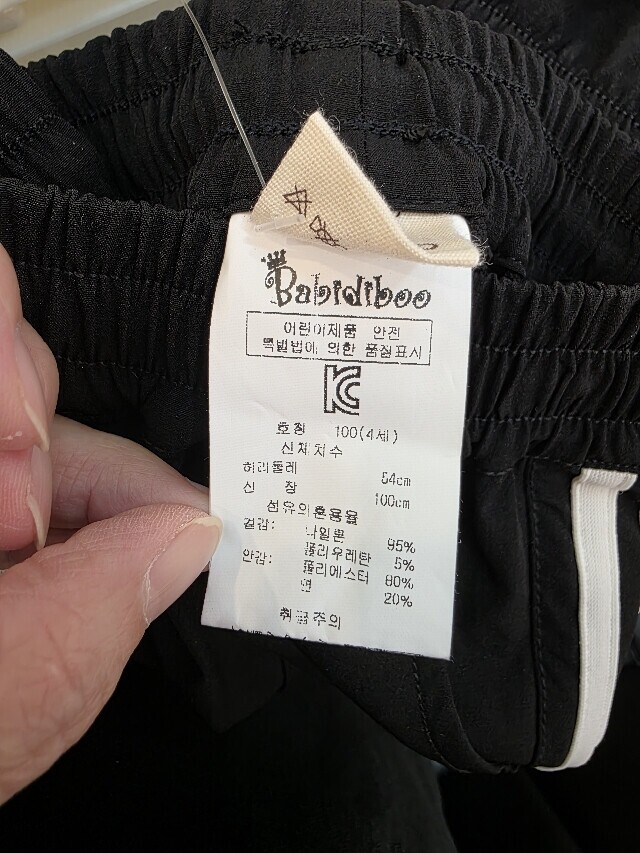 Babidiboo
어린이제품 안전
특별법에 의한 품질표시
호칭 100(4세)
신체치수
허리둘레 54cm
신 장 100cm
섬유의혼용율
겉감: 나일론 95%
폴리우레탄 5%
안감: 폴리에스터 80%
면 20%
취급주의